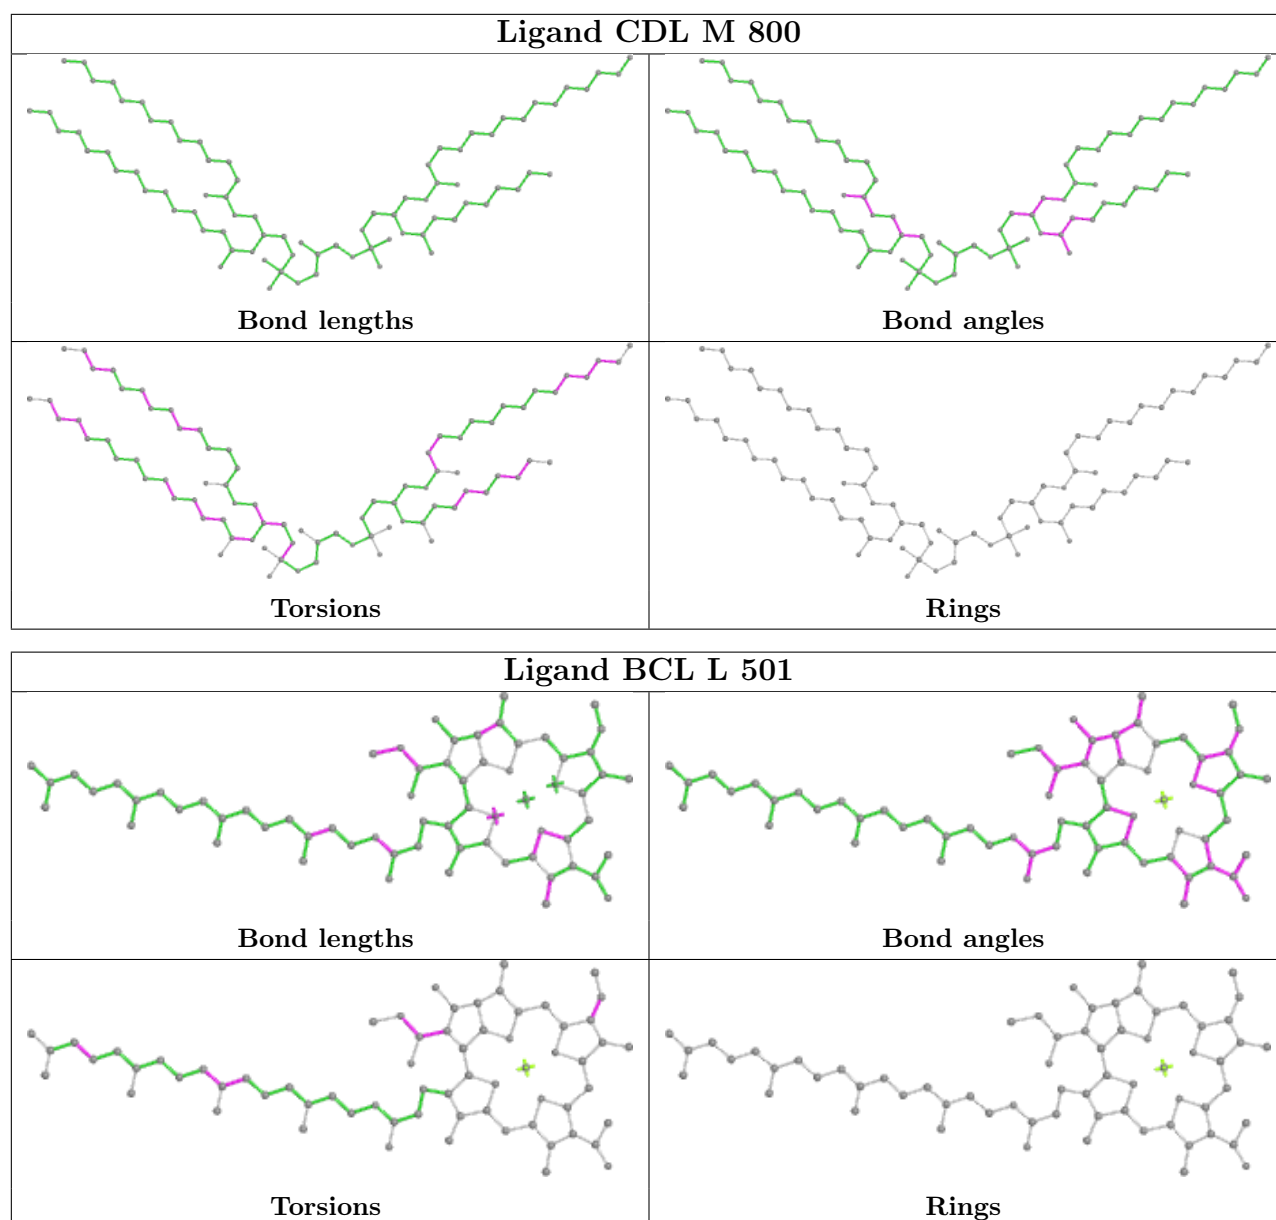 Ligand CDL M 800
Bond lengths
Bond angles
Torsions
Rings
Ligand BCL L 501
Bond lengths
Bond angles
Torsions
Rings